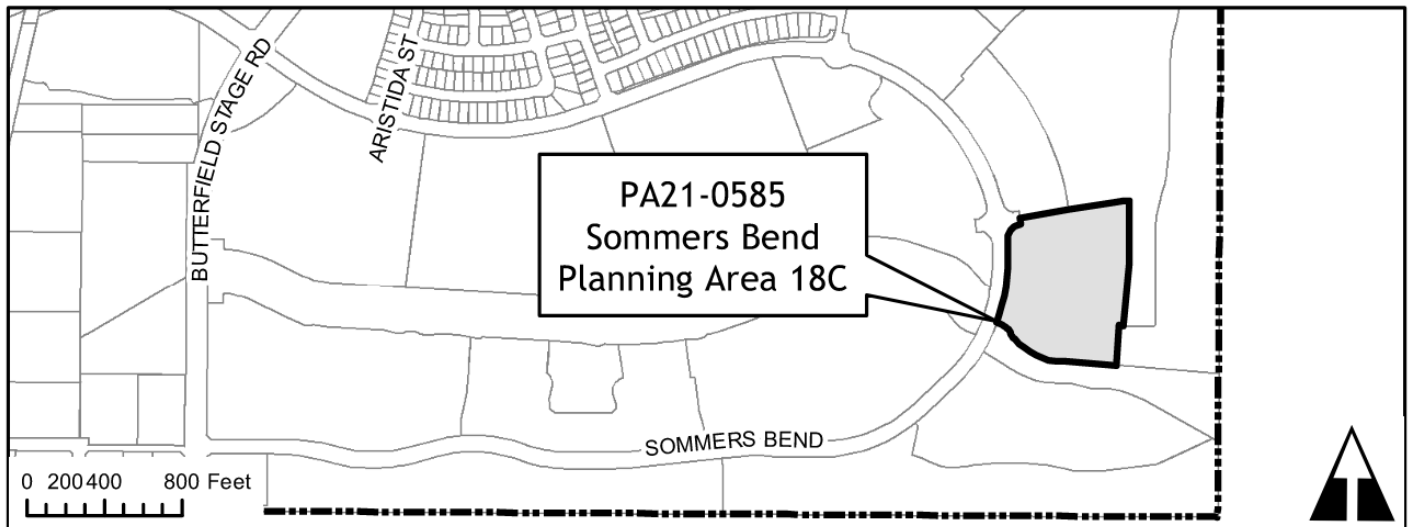 BUTTERFIELD STAGE RD
ARISTIDA ST
PA21-0585
Sommers Bend
Planning Area 18C
SOMMERS BEND
0 200 400 800 Feet